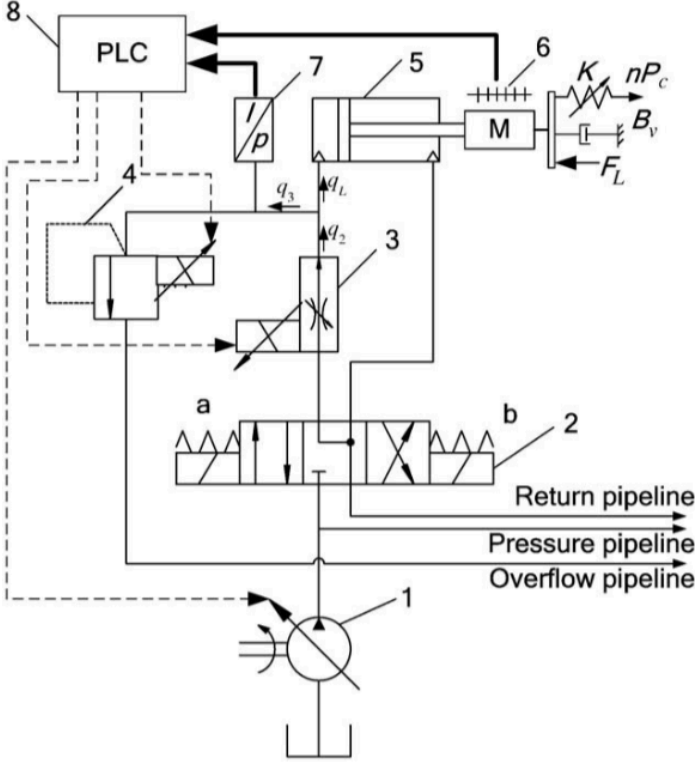 8
PLC
7
5
6
K
nP_c
I
p
M
B_v
F_L
4
q_3
q_L
q_2
3
a
b
2
Return pipeline
Pressure pipeline
Overflow pipeline
1